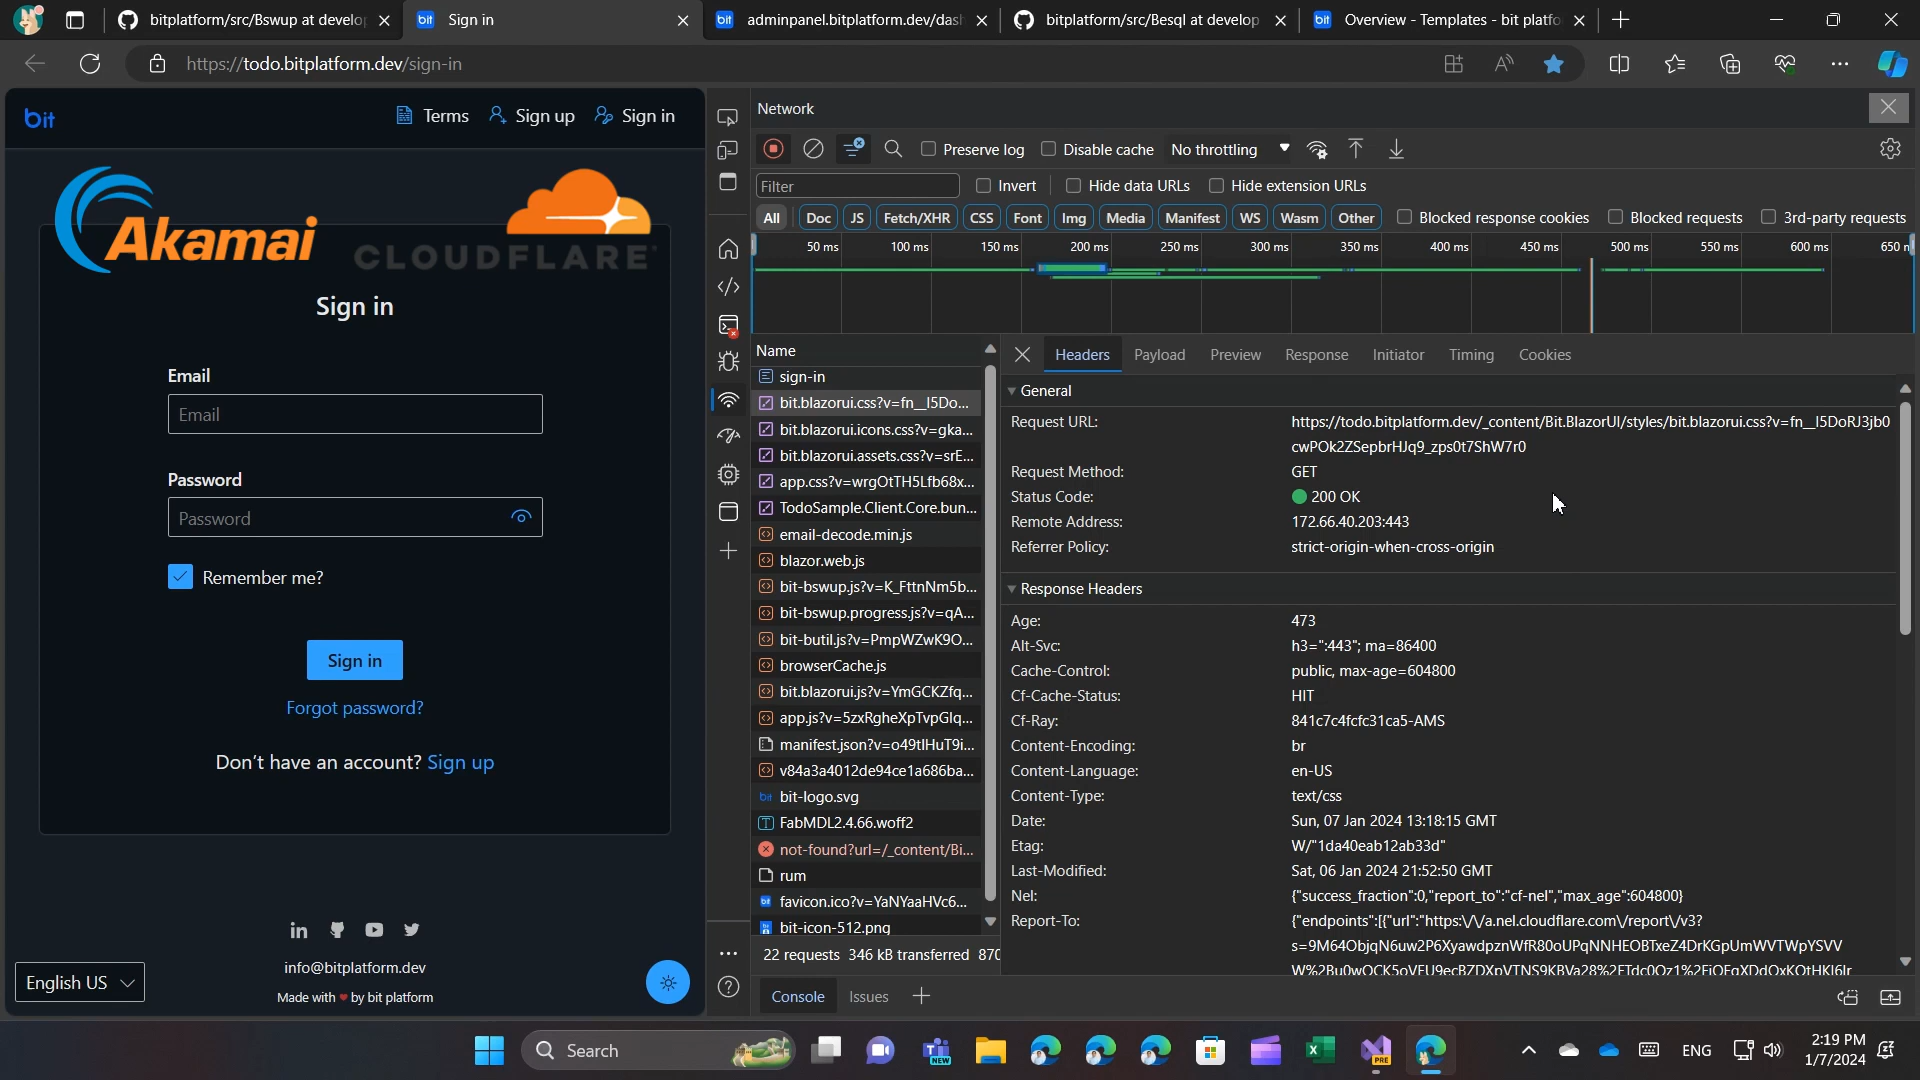 bitplatform/src/Bswup at develo
Sign in
adminpanel.bitplatform.dev/das
bitplatform/src/Besql at develop
Overview - Templates - bit platfo
https://todo.bitplatform.dev/sign-in
bit
Terms
Sign up
Sign in
Akamai
CLOUDFLARE
Sign in
Email
Email
Password
Password
Remember me?
Sign in
Forgot password?
Don't have an account? Sign up
info@bitplatform.dev
Made with ♥ by bit platform
English US
Network
Preserve log
Disable cache
No throttling
Filter
Invert
Hide data URLs
Hide extension URLs
All
Doc
JS
Fetch/XHR
CSS
Font
Img
Media
Manifest
WS
Wasm
Other
Blocked response cookies
Blocked requests
3rd-party requests
50 ms
100 ms
150 ms
200 ms
250 ms
300 ms
350 ms
400 ms
450 ms
500 ms
550 ms
600 ms
650 n
Name
sign-in
bit.blazorui.css?v=fn__I5Do...
bit.blazorui.icons.css?v=gka...
bit.blazorui.assets.css?v=srE...
app.css?v=wrgOtTH5Lfb68x...
TodoSample.Client.Core.bun...
email-decode.min.js
blazor.web.js
bit-bswup.js?v=K_FttnNm5b...
bit-bswup.progress.js?v=qA...
bit-butil.js?v=PmpWZwK9O...
browserCache.js
bit.blazorui.js?v=YmGCKZfq...
app.js?v=5zxRgheXpTvpGlq...
manifest.json?v=o49tlHuT9i...
v84a3a4012de94ce1a686ba...
bit-logo.svg
FabMDL2.4.66.woff2
not-found?url=/_content/Bi...
rum
favicon.ico?v=YaNYaaHVc6...
bit-icon-512.png
22 requests
346 kB transferred
870
Headers
Payload
Preview
Response
Initiator
Timing
Cookies
General
Request URL: https://todo.bitplatform.dev/_content/Bit.BlazorUI/styles/bit.blazorui.css?v=fn__I5DoRJ3jb0
cwPOk2ZSepbrHJq9_zps0t7ShW7r0
Request Method: GET
Status Code: 200 OK
Remote Address: 172.66.40.203:443
Referrer Policy: strict-origin-when-cross-origin
Response Headers
Age: 473
Alt-Svc: h3=":443"; ma=86400
Cache-Control: public, max-age=604800
Cf-Cache-Status: HIT
Cf-Ray: 841c7c4fcfc31ca5-AMS
Content-Encoding: br
Content-Language: en-US
Content-Type: text/css
Date: Sun, 07 Jan 2024 13:18:15 GMT
Etag: W/"1da40eab12ab33d"
Last-Modified: Sat, 06 Jan 2024 21:52:50 GMT
Nel: {"success_fraction":0,"report_to":"cf-nel","max_age":604800}
Report-To: {"endpoints":[{"url":"https:\/\/a.nel.cloudflare.com\/report\/v3?
s=9M64ObjqN6uw2P6XyawdpznWfR80oUPqNNHEOBTxeZ4DrKGpUmWVTWpYSVV
Console
Issues
Search
NEW
PRE
ENG
2:19 PM
1/7/2024